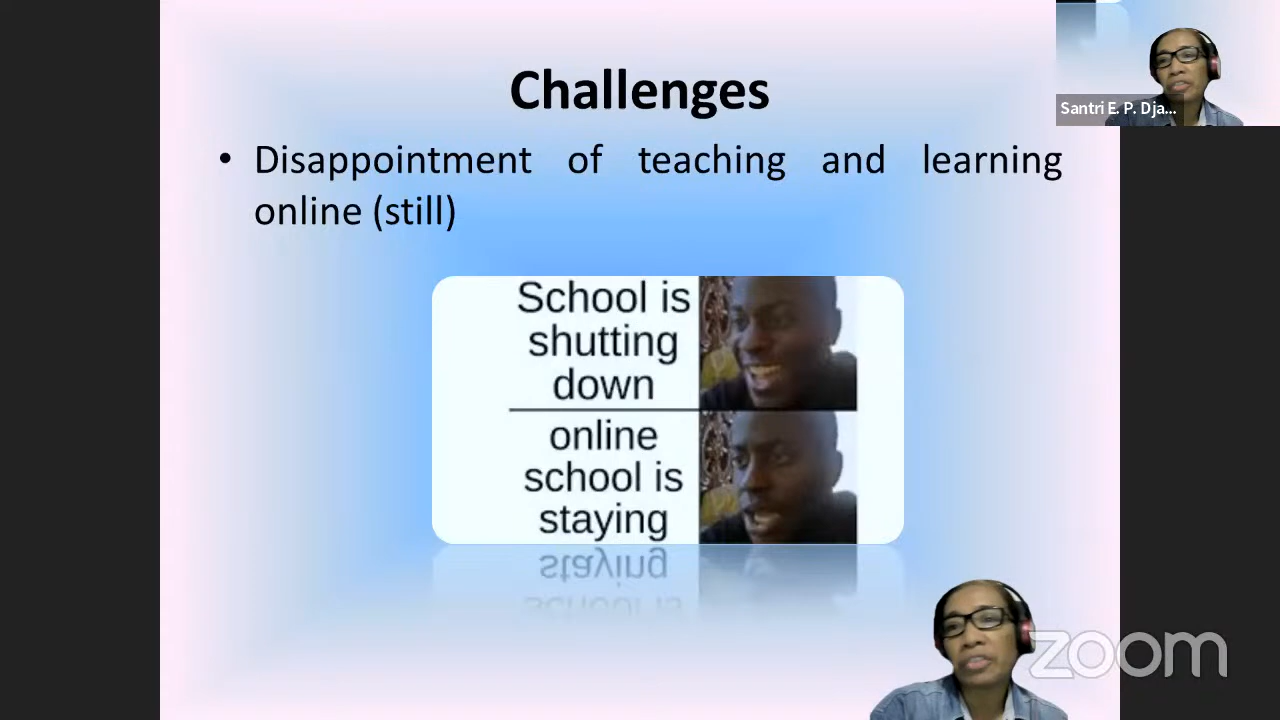 Challenges
• Disappointment of teaching and learning
online (still)
School is
shutting
down
online
school is
staying
Santri E. P. Dja...
zoom